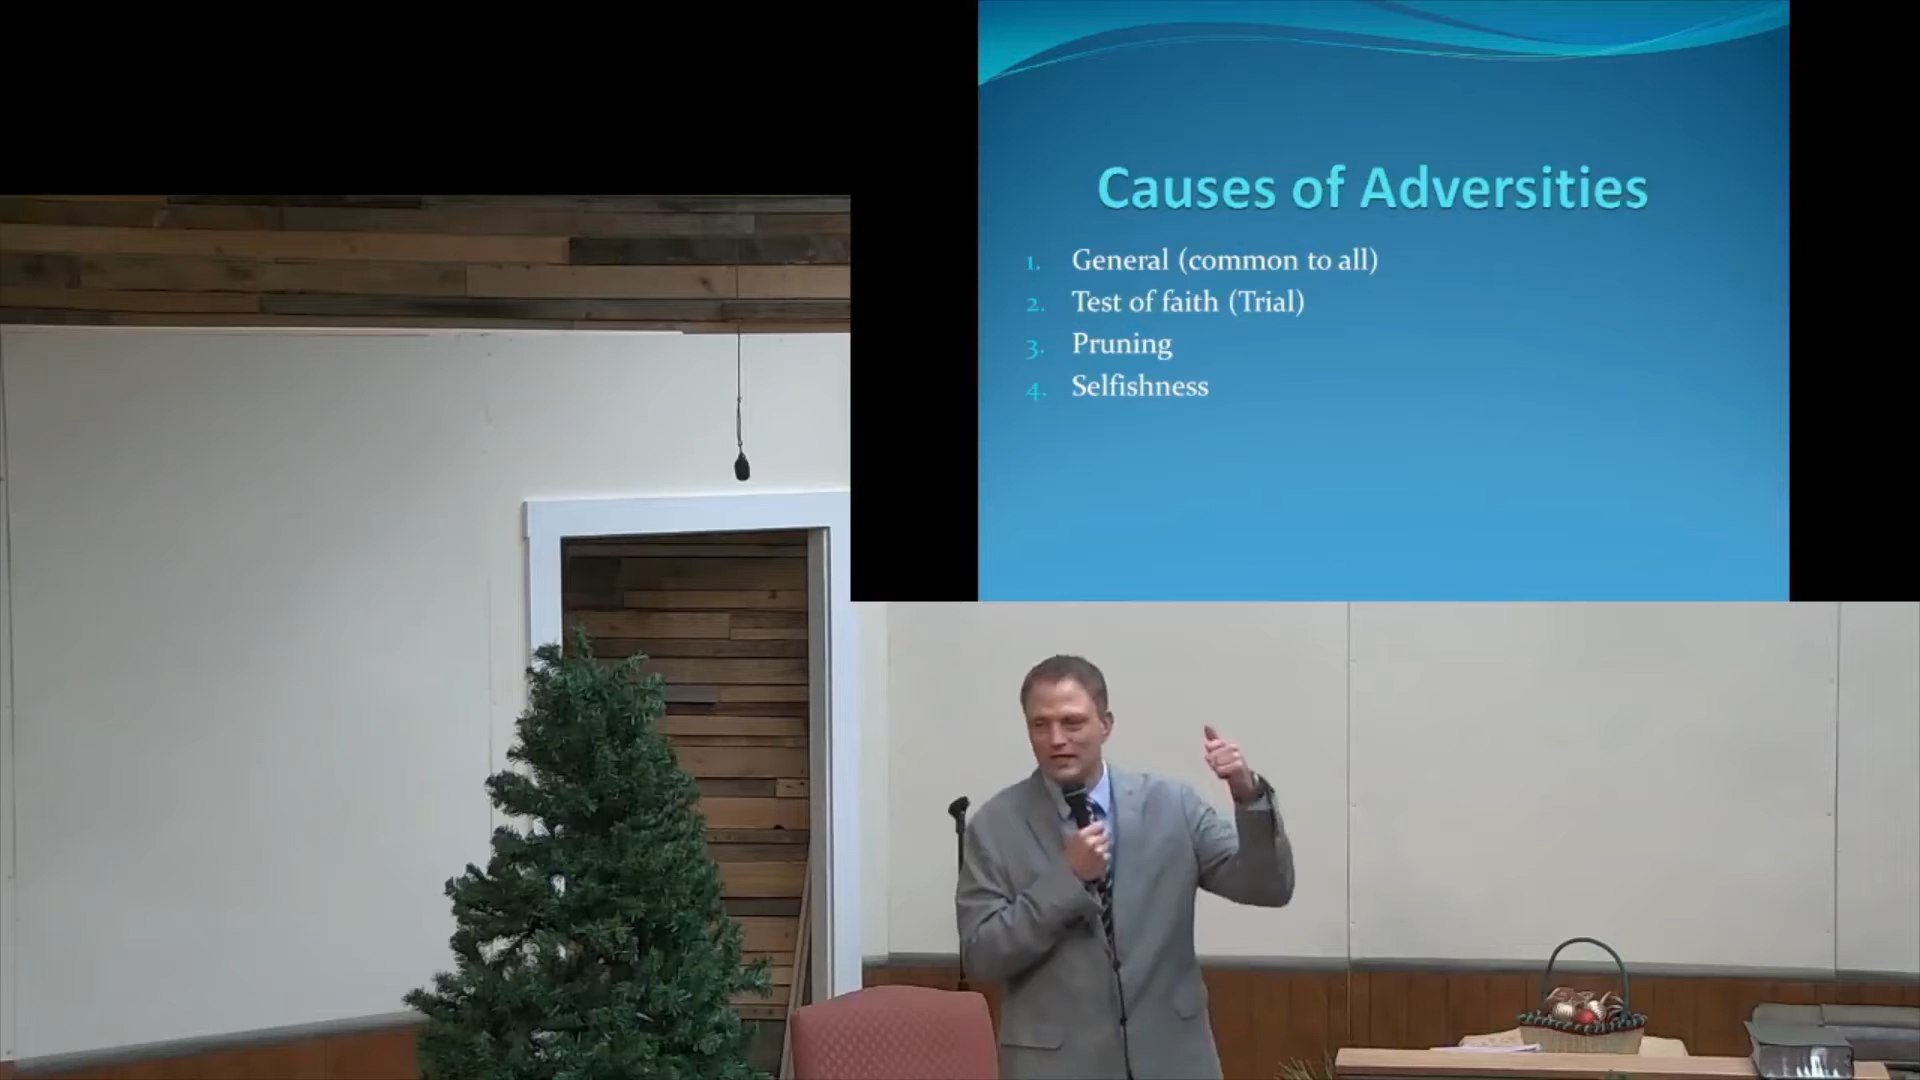 Causes of Adversities
1. General (common to all)
2. Test of faith (Trial)
3. Pruning
4. Selfishness